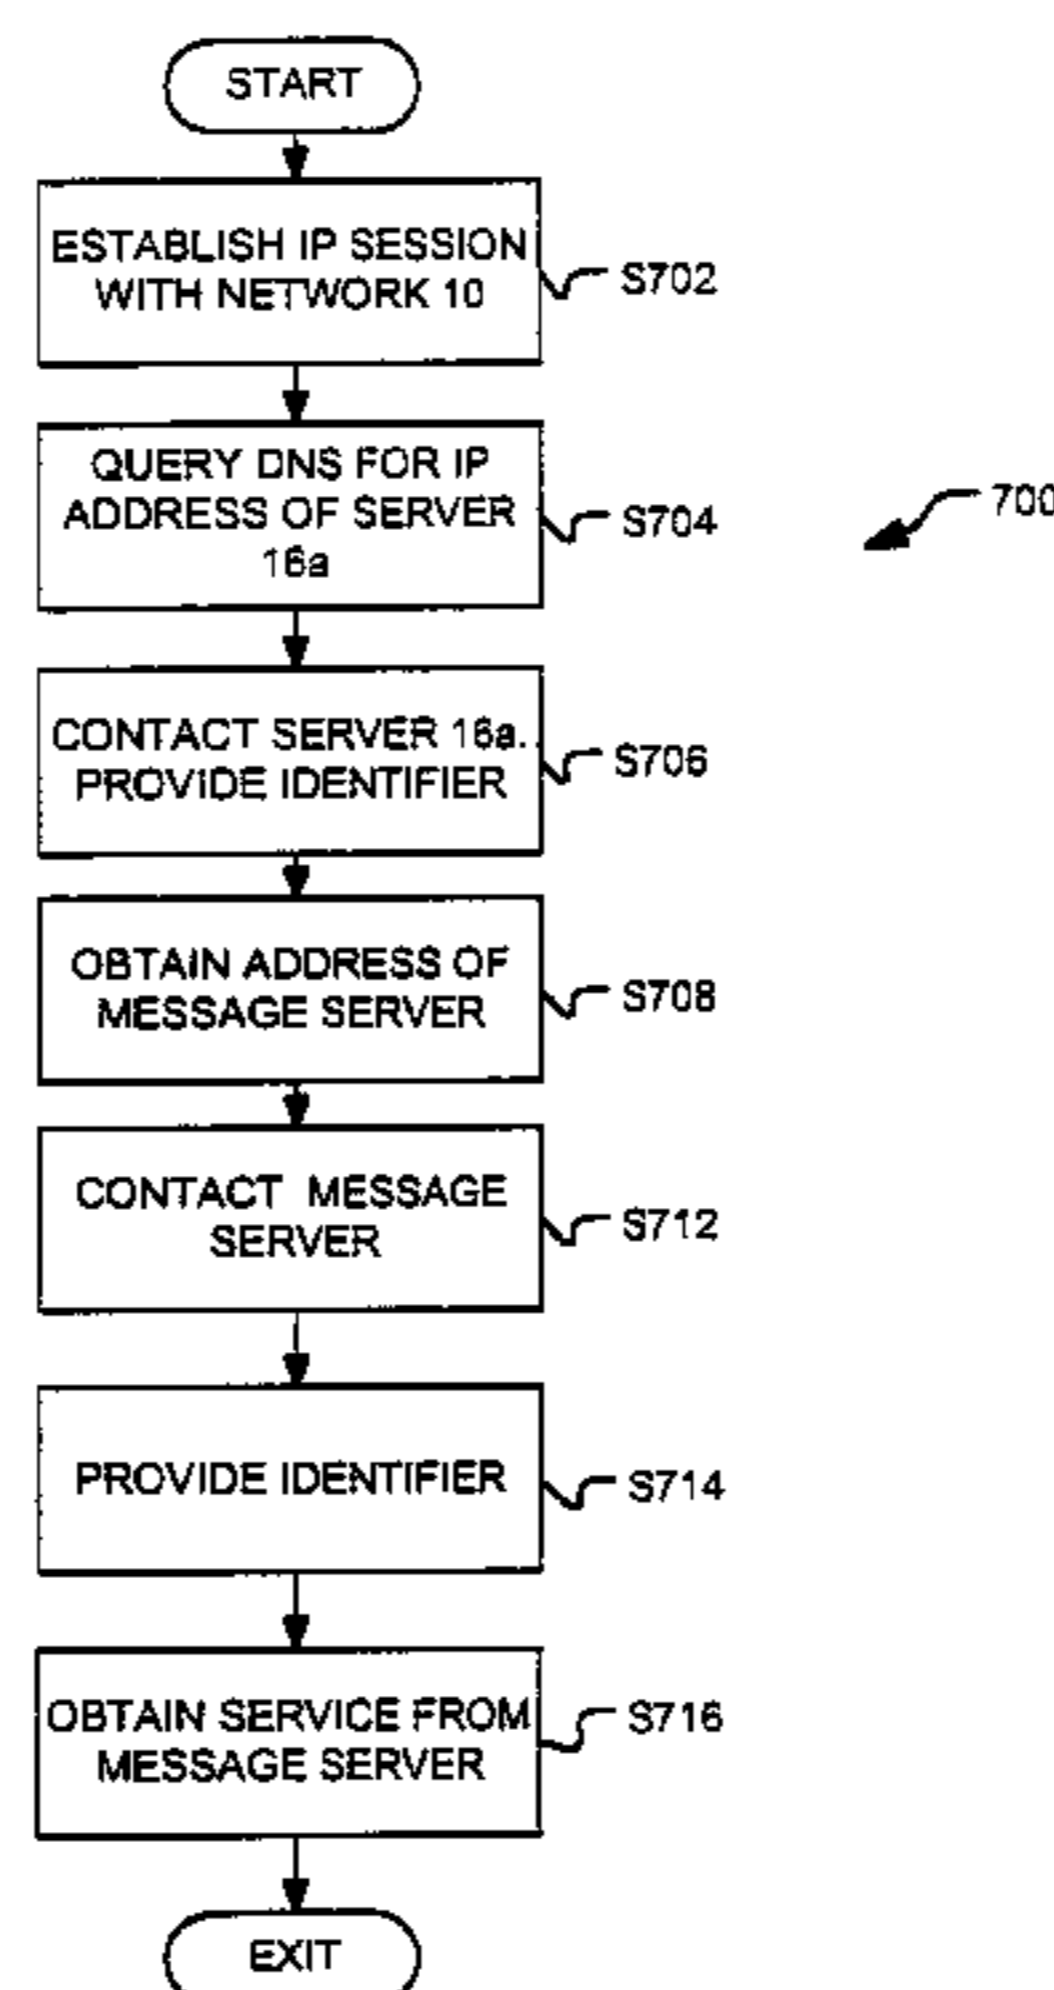 START
ESTABLISH IP SESSION
WITH NETWORK 10
S702
QUERY DNS FOR IP
ADDRESS OF SERVER
16a
S704
700
CONTACT SERVER 16a.
PROVIDE IDENTIFIER
S706
OBTAIN ADDRESS OF
MESSAGE SERVER
S708
CONTACT MESSAGE
SERVER
S712
PROVIDE IDENTIFIER
S714
OBTAIN SERVICE FROM
MESSAGE SERVER
S716
EXIT